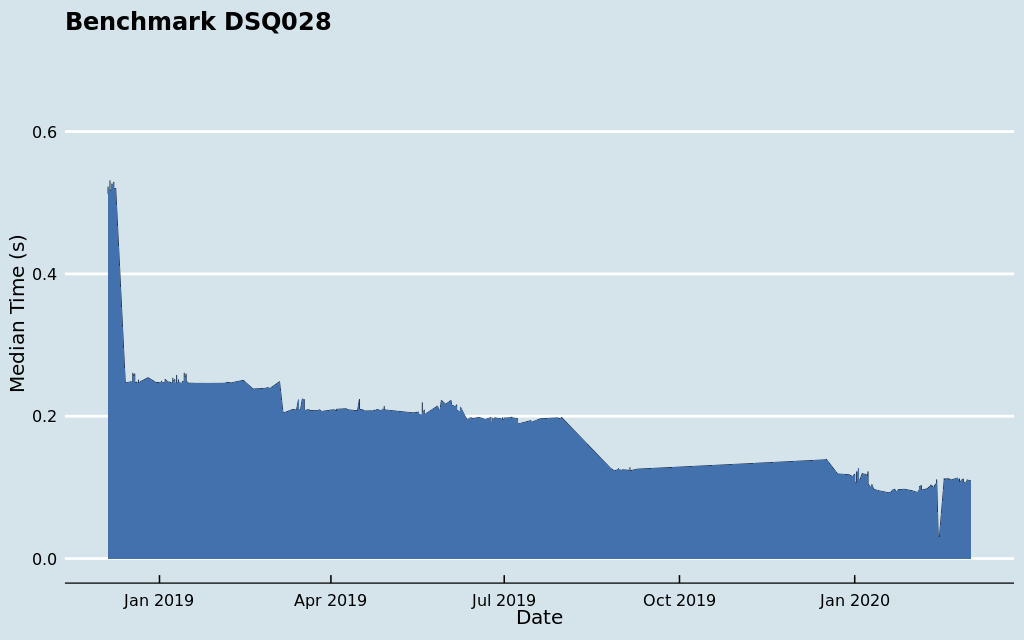 Benchmark DSQ028
Median Time (s)
0.6
0.4
0.2
0.0
Jan 2019
Apr 2019
Jul 2019
Oct 2019
Jan 2020
Date